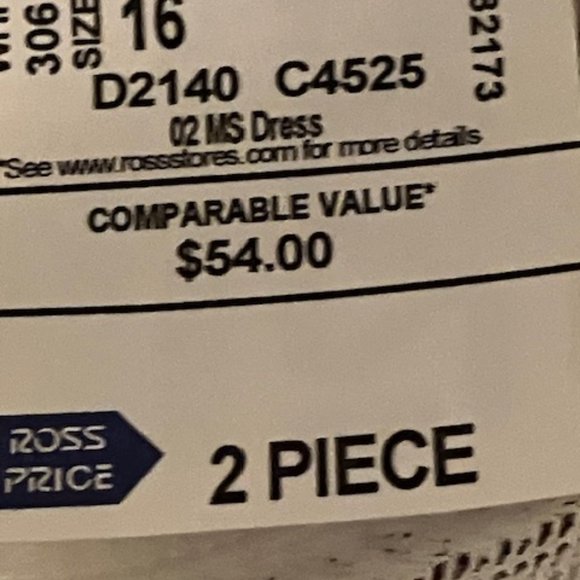 306
SIZE 16
82173
D2140 C4525
02 MS Dress
*See www.rossstores.com for more details
COMPARABLE VALUE*
$54.00
ROSS
PRICE
2 PIECE